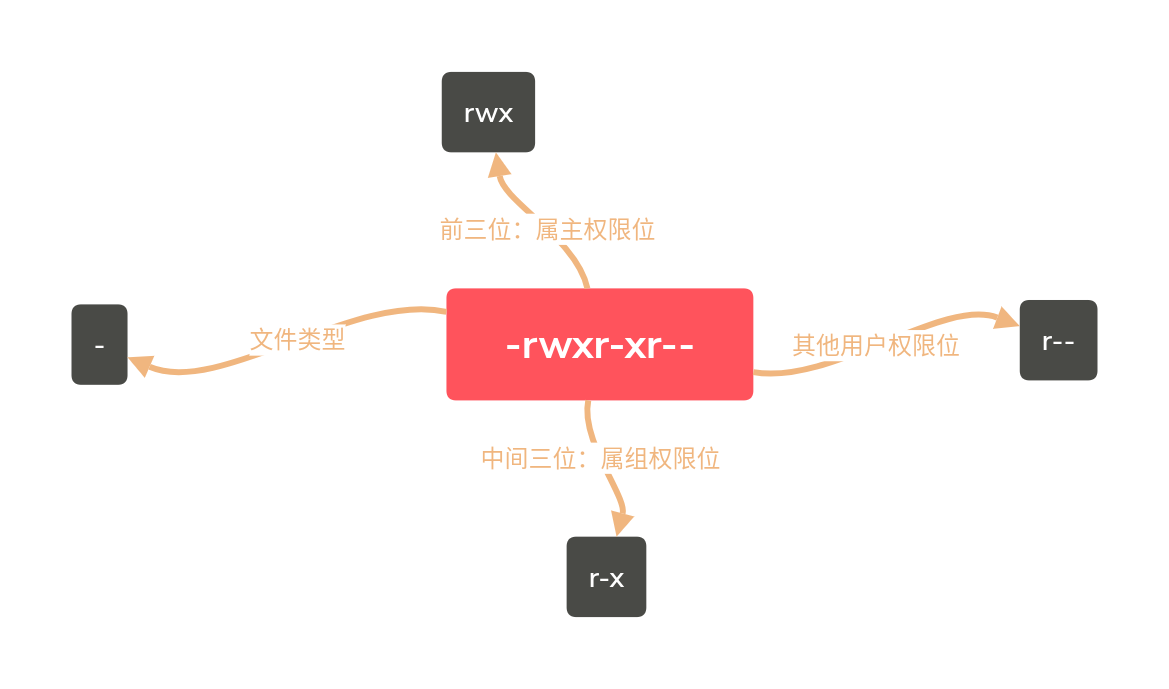 rwx
前三位：属主权限位
-
文件类型
-rwxr-xr--
其他用户权限位
r--
中间三位：属组权限位
r-x